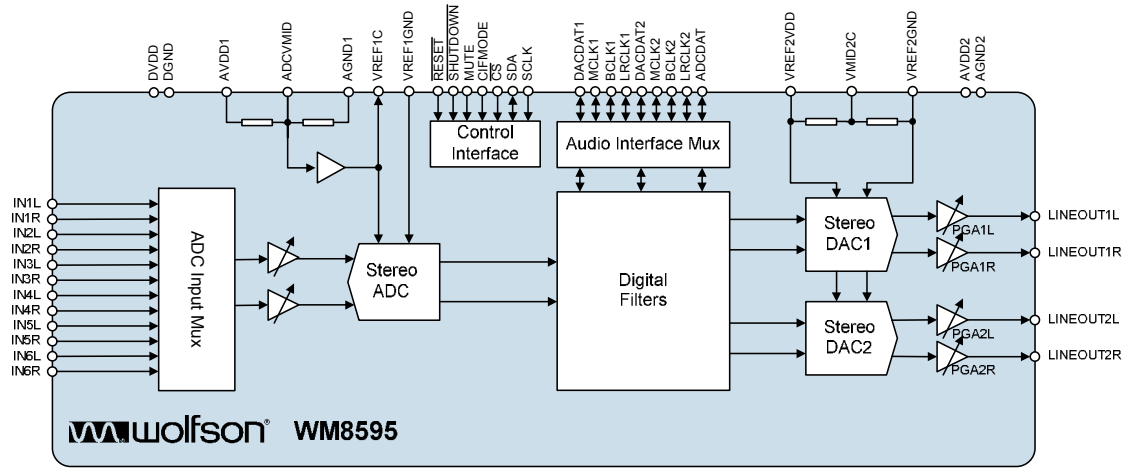 DVDD
DGND
AVDD1
ADCVMID
AGND1
VREF1C
VREF1GND
RESET
SHUTDOWN
MUTE
CIFMODE
CS
SDA
SCLK
DACDAT1
MCLK1
BCLK1
LRCLK1
DACDAT2
MCLK2
BCLK2
LRCLK2
ADCDAT
VREF2VDD
VMID2C
VREF2GND
AVDD2
AGND2
Control
Interface
Audio Interface Mux
IN1L
IN1R
IN2L
IN2R
IN3L
IN3R
IN4L
IN4R
IN5L
IN5R
IN6L
IN6R
ADC Input Mux
Stereo
ADC
Digital
Filters
Stereo
DAC1
Stereo
DAC2
PGA1L
PGA1R
PGA2L
PGA2R
LINEOUT1L
LINEOUT1R
LINEOUT2L
LINEOUT2R
wolfson® WM8595